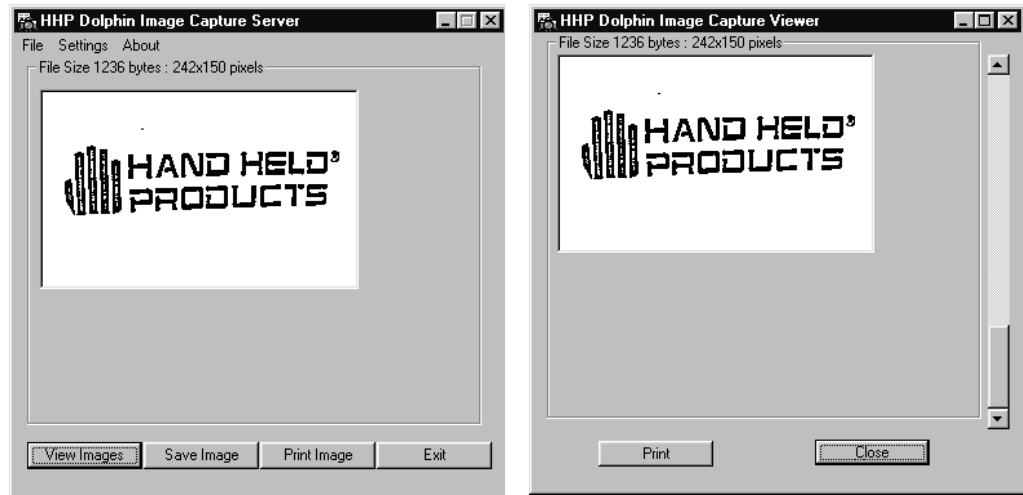 HHP Dolphin Image Capture Server
File Settings About
File Size 1236 bytes : 242x150 pixels
HAND HELD®
PRODUCTS
View Images Save Image Print Image Exit
HHP Dolphin Image Capture Viewer
File Size 1236 bytes : 242x150 pixels
HAND HELD®
PRODUCTS
Print Close